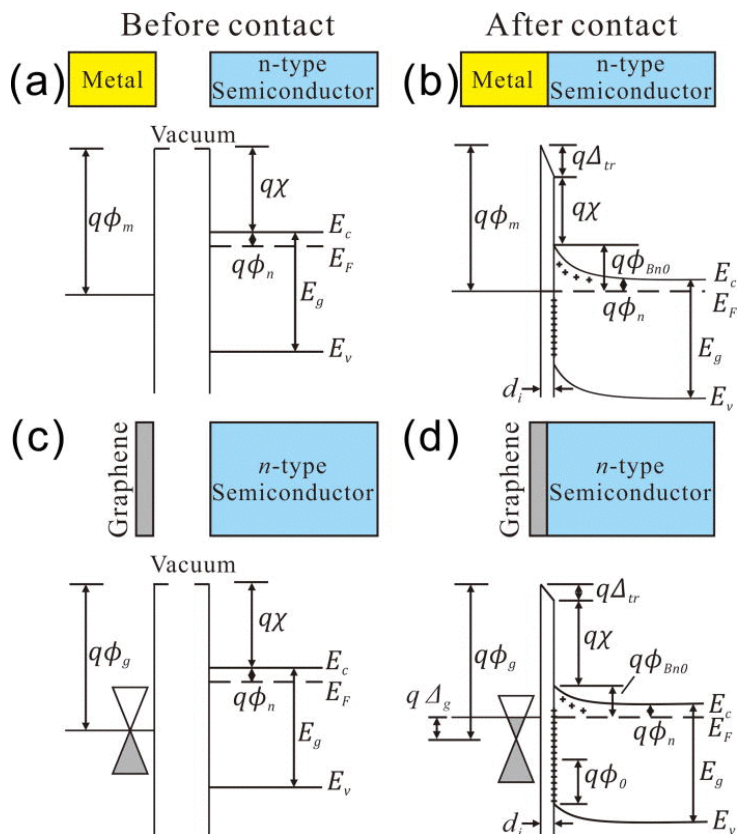 Before contact
After contact
(a)
Metal
n-type
Semiconductor
(b)
Metal
n-type
Semiconductor
Vacuum
qϕm
qχ
Ec
EF
qϕn
Eg
Ev
qΔtr
qϕm
qχ
qϕBn0
Ec
qϕn
EF
Eg
di
Ev
(c)
Graphene
n-type
Semiconductor
(d)
Graphene
n-type
Semiconductor
Vacuum
qϕg
qχ
Ec
EF
qϕn
Eg
Ev
qΔtr
qχ
qϕg
qϕBn0
q Δg
Ec
qϕn
EF
qϕ0
Eg
di
Ev